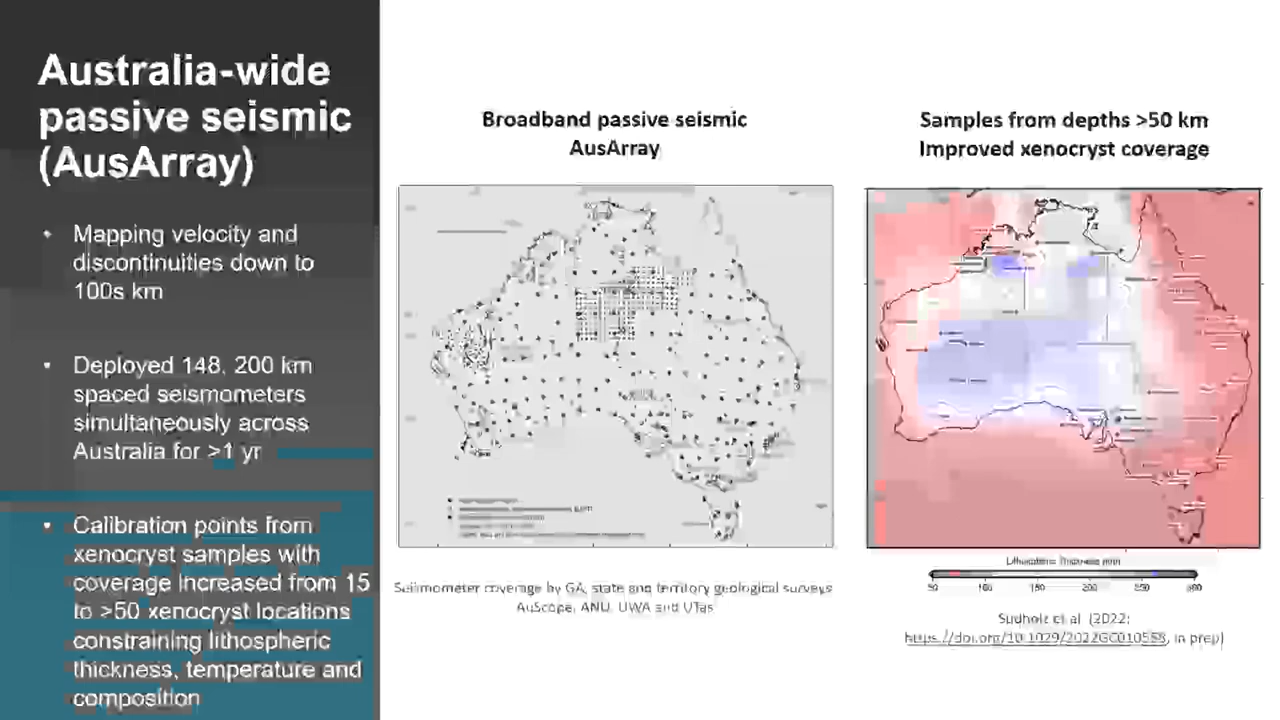 Australia-wide
passive seismic
(AusArray)
• Mapping velocity and
discontinuities down to
100s km
• Deployed 148, 200 km
spaced seismometers
simultaneously across
Australia for >1 yr
• Calibration points from
xenocryst samples with
coverage increased from 15
to >50 xenocryst locations
constraining lithospheric
thickness, temperature and
composition
Broadband passive seismic
AusArray
Seismometer coverage by GA, state and territory geological surveys
AuScope, ANU, UWA and UTas
Samples from depths >50 km
Improved xenocryst coverage
Lithospheric Thickness
50 100 150 200 250 300
Sudholz et al (2022;
https://doi.org/10.1029/2022GC010558, in prep)